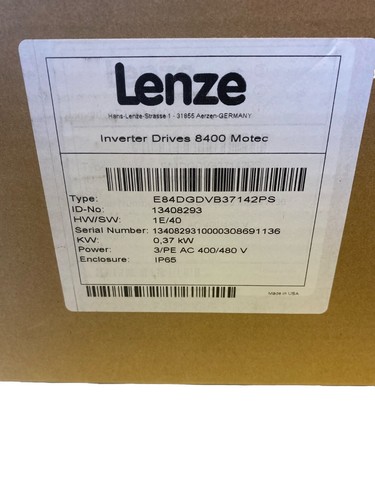 Lenze
Hans-Lenze-Strasse 1 - 31855 Aerzen-GERMANY
Inverter Drives 8400 Motec
Type: E84DGDVB37142PS
ID-No: 13408293
HW/SW: 1E/40
Serial Number: 1340829310000308691136
KW: 0,37 kW
Power: 3/PE AC 400/480 V
Enclosure: IP65
Made in USA